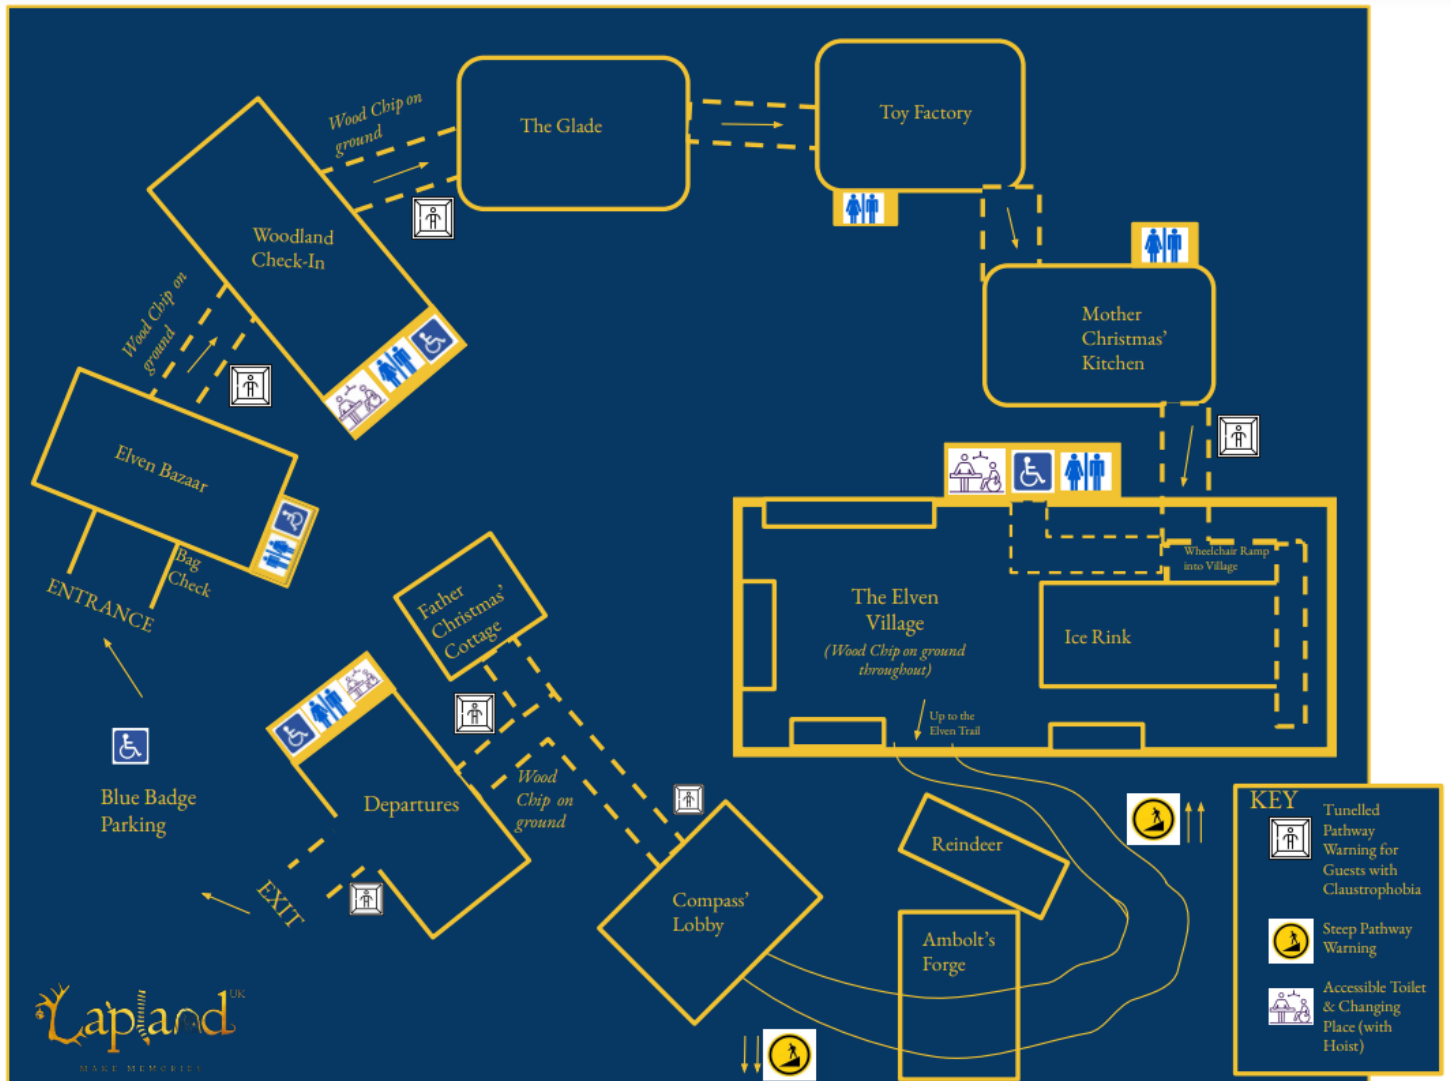 Wood Chip on
ground
The Glade
Toy Factory
Woodland
Check-In
Wood Chip on
ground
Mother
Christmas'
Kitchen
Elven Bazaar
Bag
Check
ENTRANCE
Father
Christmas'
Cottage
Wheelchair Ramp
into Village
The Elven
Village
(Wood Chip on ground
throughout)
Ice Rink
Up to the
Elven Trail
Blue Badge
Parking
Departures
Wood
Chip on
ground
EXIT
Compass'
Lobby
Reindeer
Ambolt's
Forge
KEY
Tunelled
Pathway
Warning for
Guests with
Claustrophobia
Steep Pathway
Warning
Accessible Toilet
& Changing
Place (with
Hoist)
Lapland UK
MAKE MEMORIES